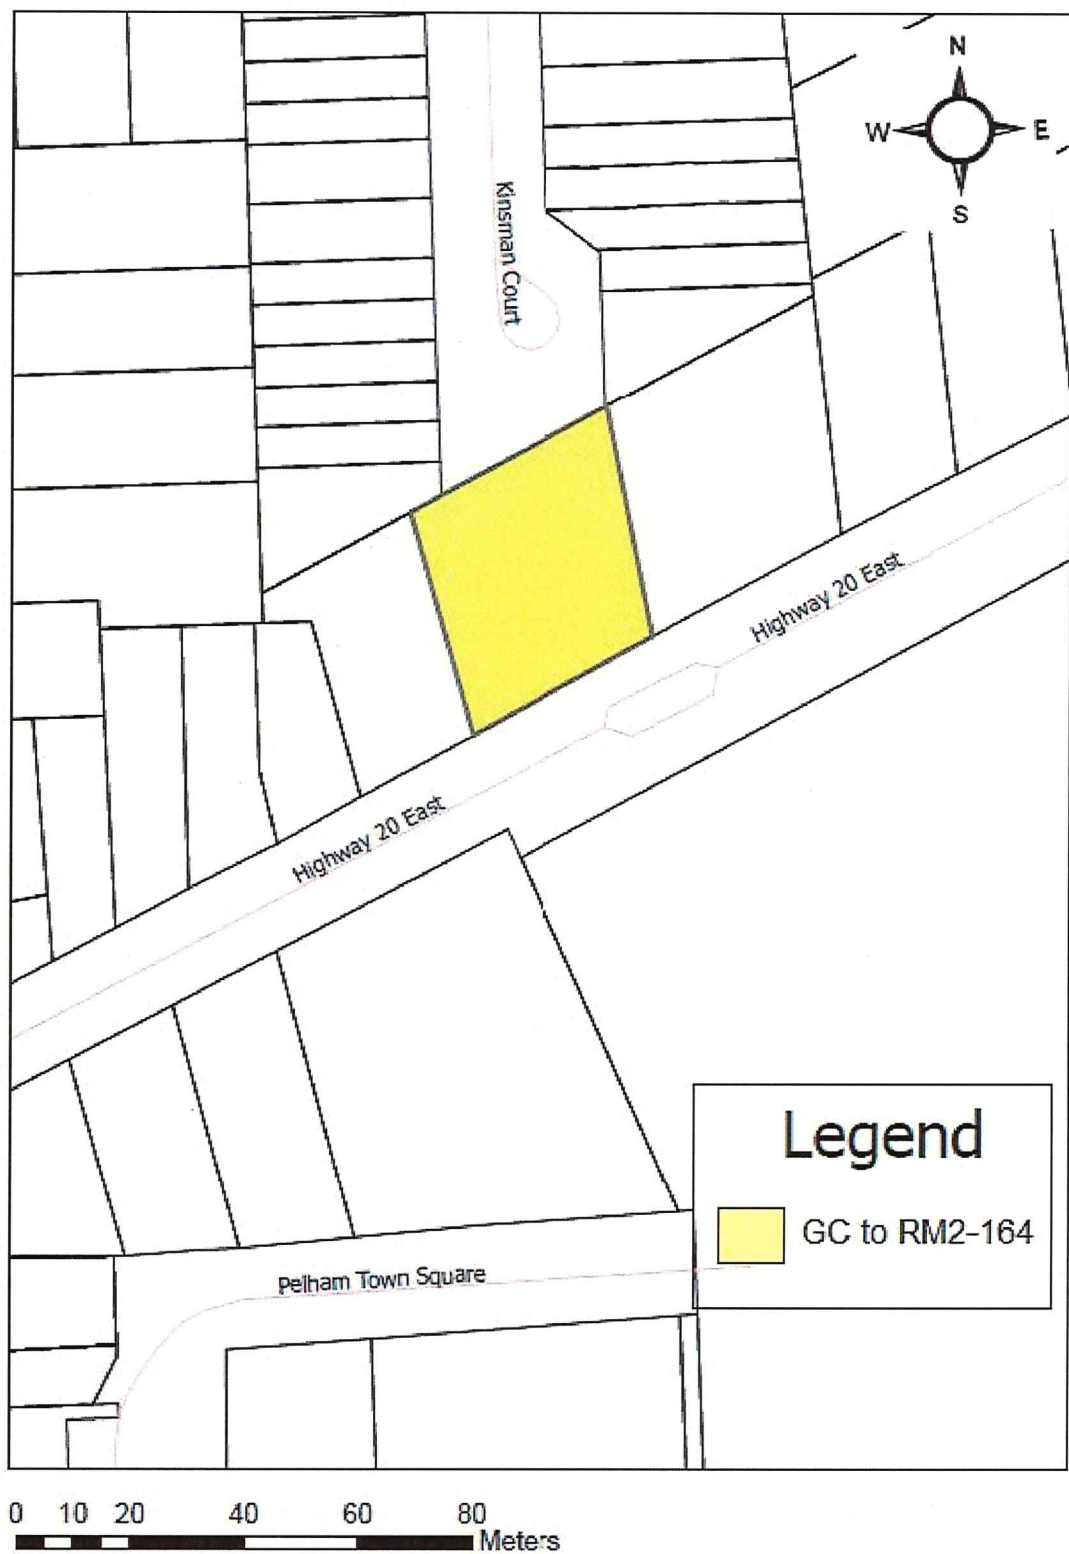 N
W E
S
Kinsman Court
Highway 20 East
Highway 20 East
Legend
GC to RM2-164
Pelham Town Square
0 10 20 40 60 80
Meters